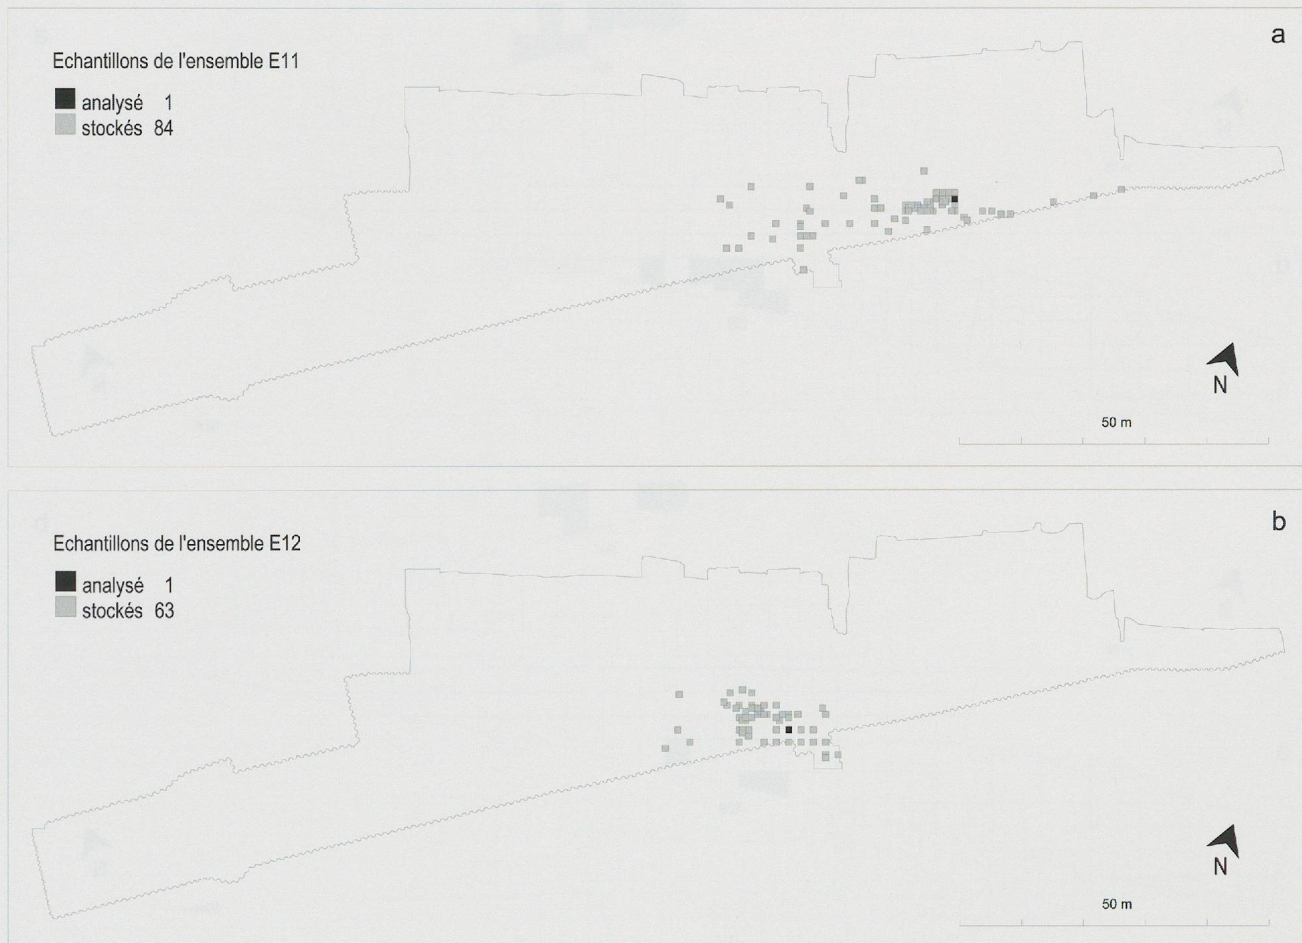 a
Echantillons de l'ensemble E11
analysé 1
stockés 84
N
50 m
b
Echantillons de l'ensemble E12
analysé 1
stockés 63
N
50 m